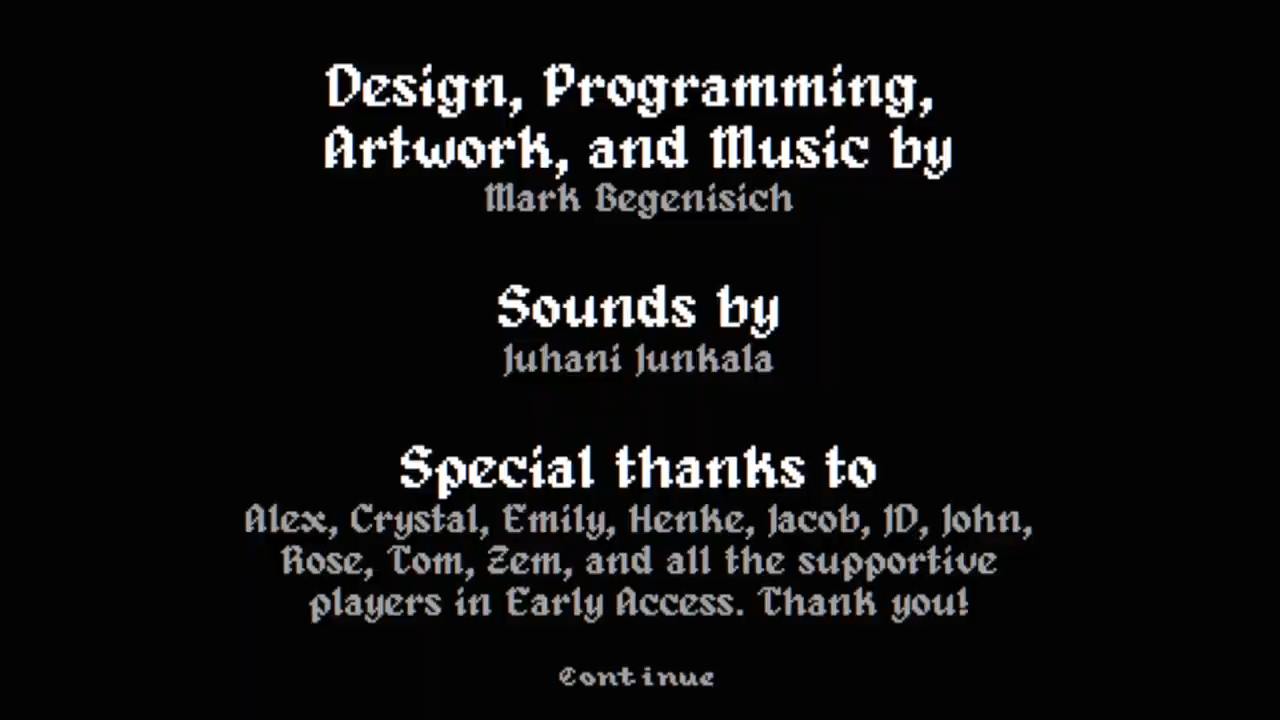 Design, Programming,
Artwork, and Music by
Mark Begenisich
Sounds by
Juhani Junkala
Special thanks to
Alex, Crystal, Emily, Henke, Jacob, JD, John,
Rose, Tom, Zem, and all the supportive
players in Early Access. Thank you!
Continue